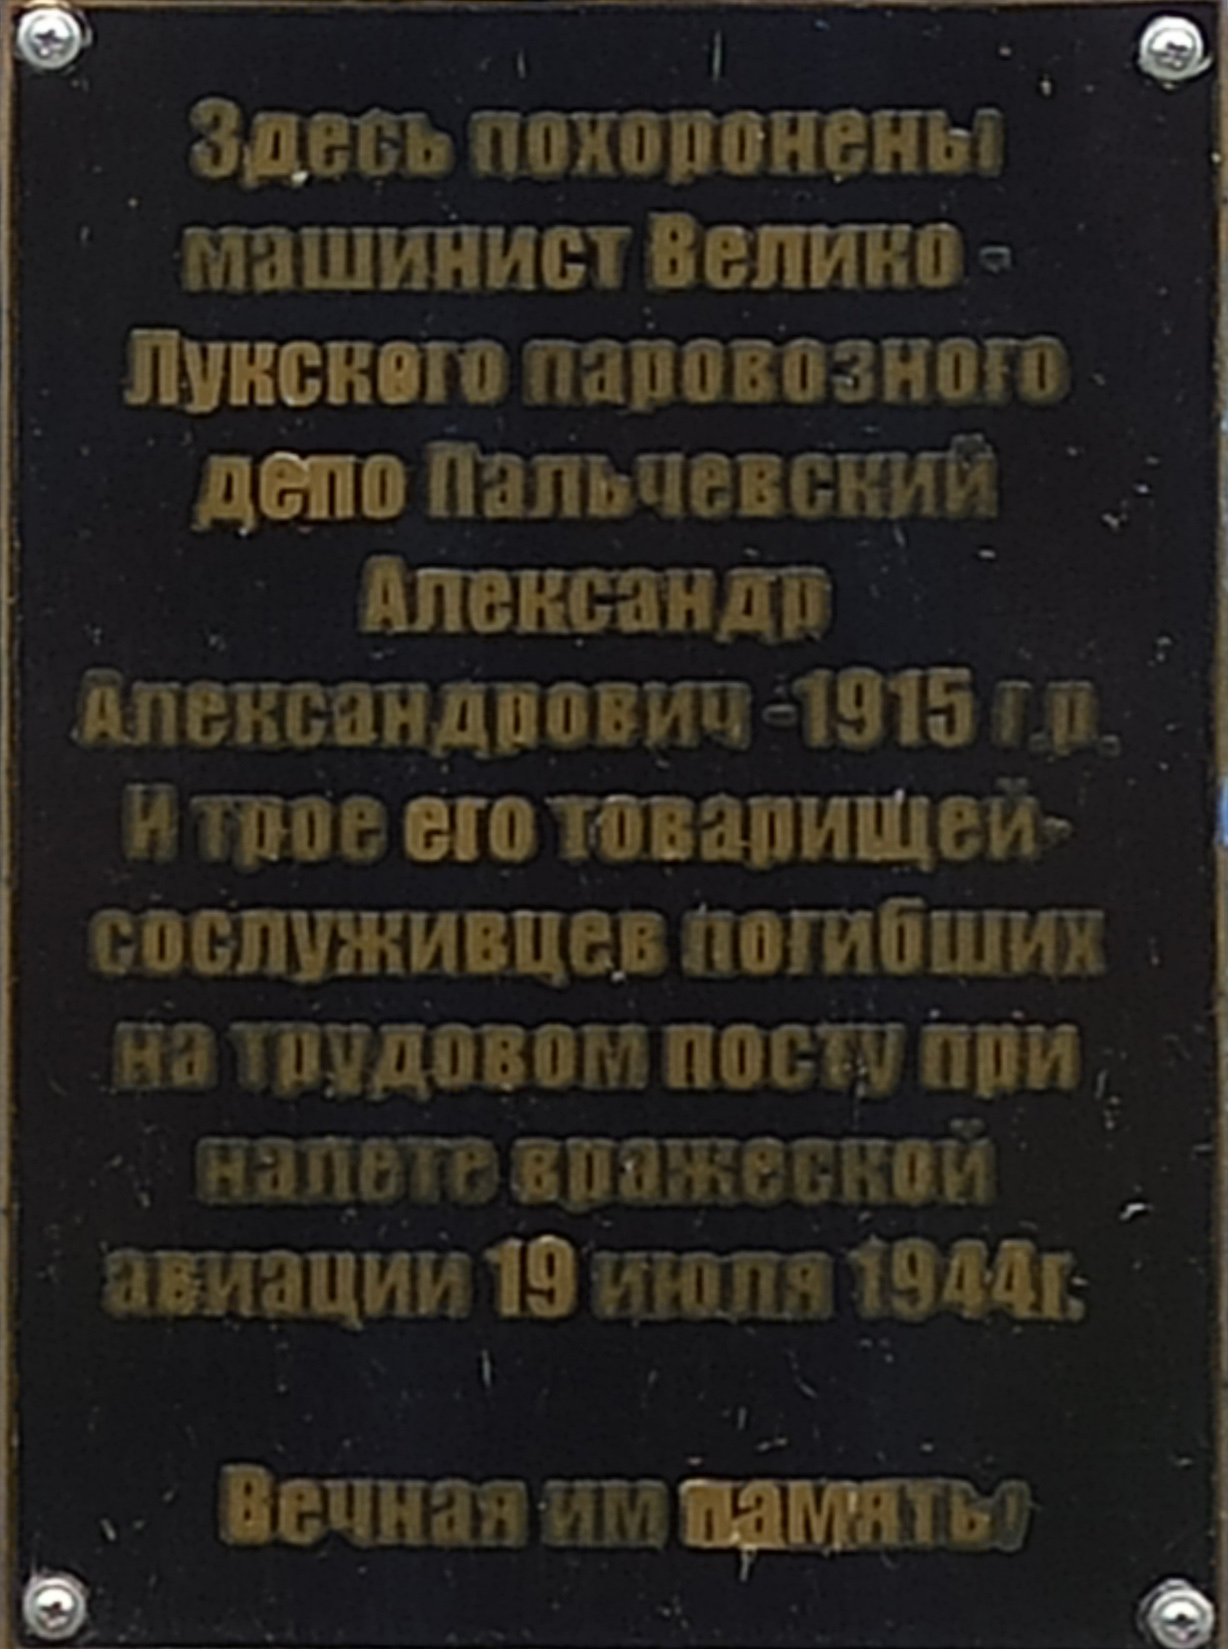 Здесь похоронены
машинист Велико -
Лукского паровозного
депо Пальчевский
Александр
Александрович -1915 г.р.
И трое его товарищей-
сослуживцев погибших
на трудовом посту при
налете вражеской
авиации 19 июля 1944г.
Вечная им память!